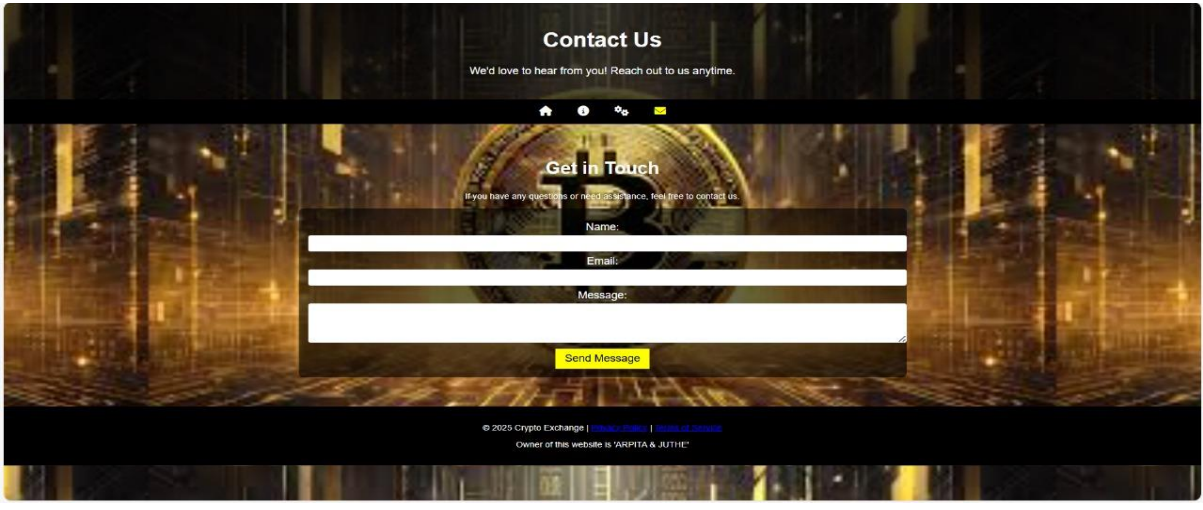 Contact Us
We'd love to hear from you! Reach out to us anytime.
Get in Touch
If you have any questions or need assistance, feel free to contact us.
Name:
Email:
Message:
Send Message
© 2025 Crypto Exchange | Privacy Policy | Terms of Service
Owner of this website is 'ARPITA & JUTHE'